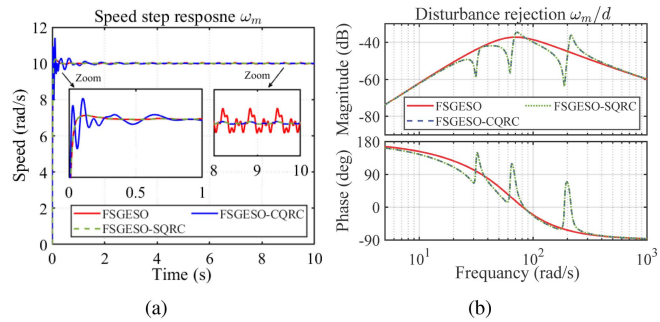 Speed step resposne ωm
12
10
8
6
4
2
0
Speed (rad/s)
Zoom
Zoom
0
0.5
1
8
9
10
FSGESO
FSGESO-CQRC
FSGESO-SQRC
0
2
4
6
8
10
Time (s)
(a)
Disturbance rejection ωm/d
-40
-60
-80
Magnitude (dB)
FSGESO
FSGESO-SQRC
FSGESO-CQRC
180
90
0
-90
Phase (deg)
10^1
10^2
10^3
Frequancy (rad/s)
(b)